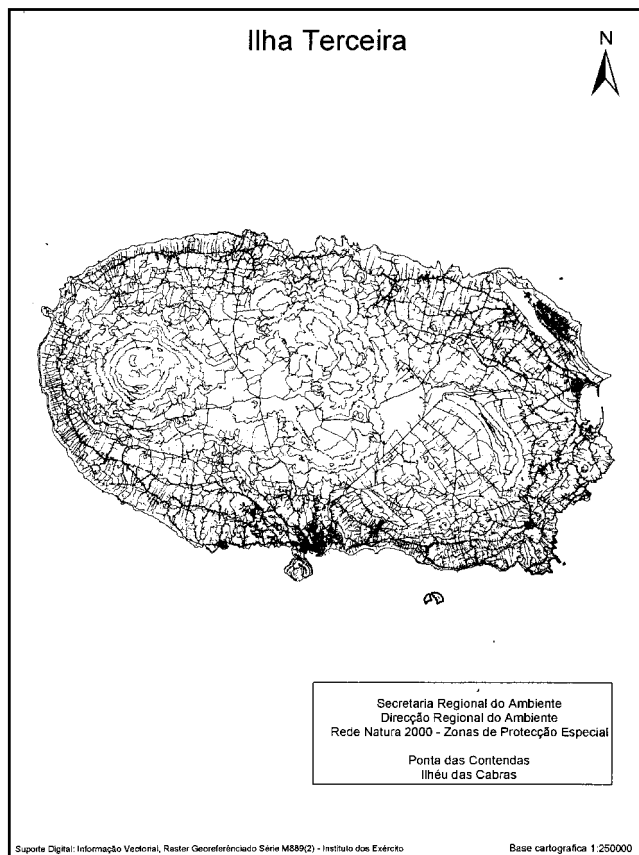 Ilha Terceira
N
Secretaria Regional do Ambiente
Direcção Regional do Ambiente
Rede Natura 2000 - Zonas de Protecção Especial
Ponta das Contendas
Ilhéu das Cabras
Suporte Digital: Informação Vectorial, Raster Georeferênciado Série M889(2) - Instituto dos Exército
Base cartografica 1:250000